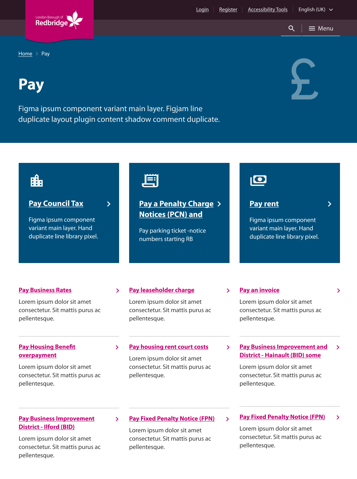 London Borough of
Redbridge
Login
Register
Accessibility Tools
English (UK)
Menu
Home
Pay
Pay
Figma ipsum component variant main layer. Figjam line
duplicate layout plugin content shadow comment duplicate.
Pay Council Tax
Figma ipsum component
variant main layer. Hand
duplicate line library pixel.
Pay a Penalty Charge
Notices (PCN) and
Pay parking ticket -notice
numbers starting RB
Pay rent
Figma ipsum component
variant main layer. Hand
duplicate line library pixel.
Pay Business Rates
Lorem ipsum dolor sit amet
consectetur. Sit mattis purus ac
pellentesque.
Pay leaseholder charge
Lorem ipsum dolor sit amet
consectetur. Sit mattis purus ac
pellentesque.
Pay an invoice
Lorem ipsum dolor sit amet
consectetur. Sit mattis purus ac
pellentesque.
Pay Housing Benefit
overpayment
Lorem ipsum dolor sit amet
consectetur. Sit mattis purus ac
pellentesque.
Pay housing rent court costs
Lorem ipsum dolor sit amet
consectetur. Sit mattis purus ac
pellentesque.
Pay Business Improvement and
District - Hainault (BID) some
Lorem ipsum dolor sit amet
consectetur. Sit mattis purus ac
pellentesque.
Pay Business Improvement
District - Ilford (BID)
Lorem ipsum dolor sit amet
consectetur. Sit mattis purus ac
pellentesque.
Pay Fixed Penalty Notice (FPN)
Lorem ipsum dolor sit amet
consectetur. Sit mattis purus ac
pellentesque.
Pay Fixed Penalty Notice (FPN)
Lorem ipsum dolor sit amet
consectetur. Sit mattis purus ac
pellentesque.